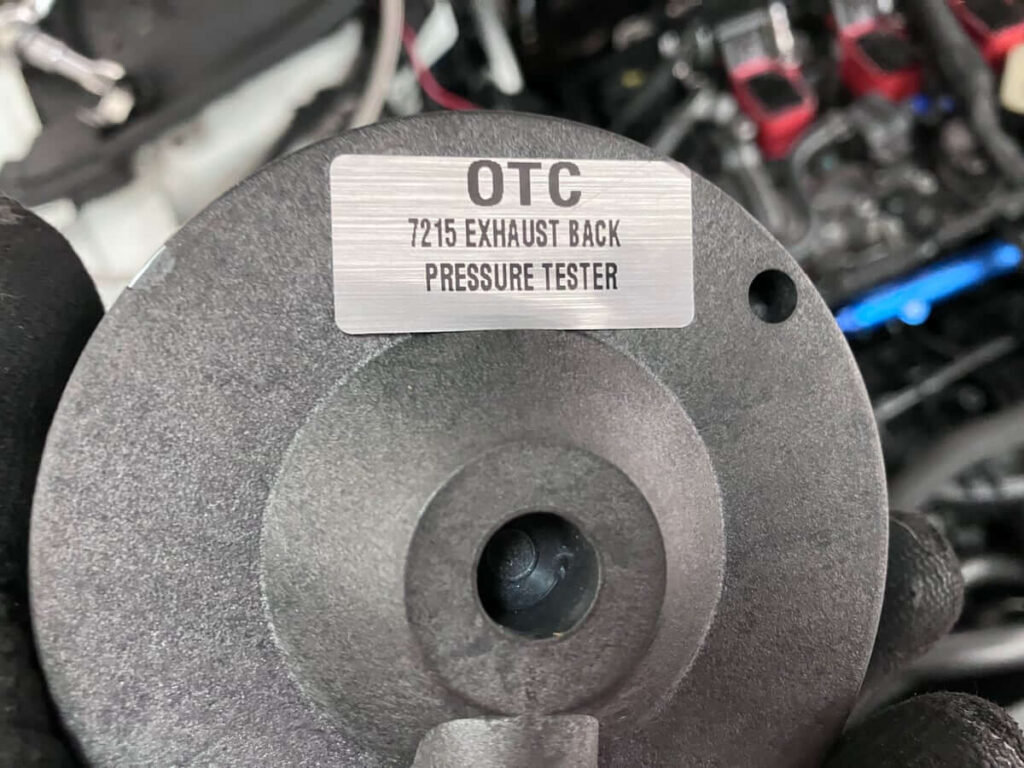 OTC
7215 EXHAUST BACK
PRESSURE TESTER